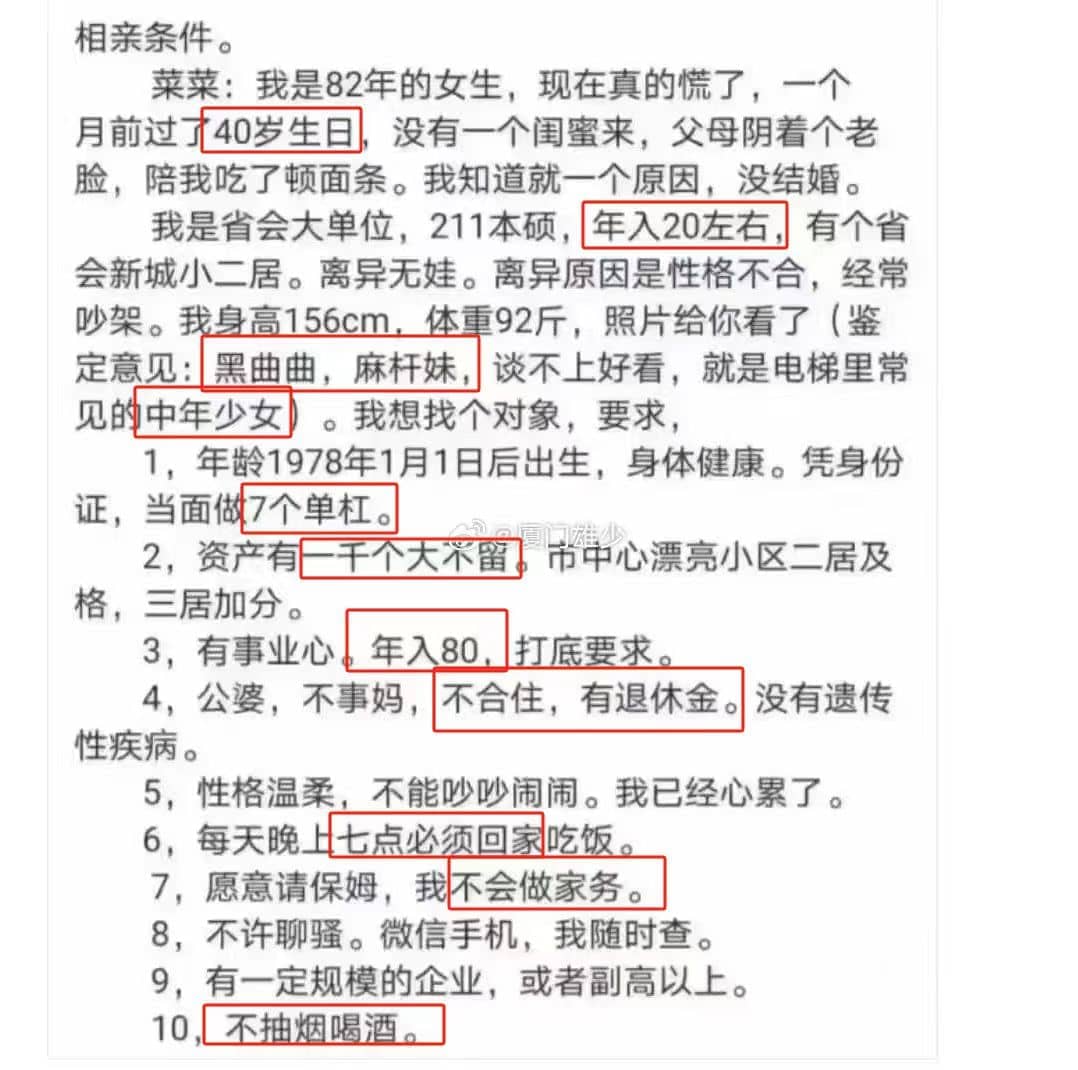 相亲条件。
菜菜：我是82年的女生，现在真的慌了，一个
月前过了40岁生日，没有一个闺蜜来，父母阴着个老
脸，陪我吃了顿面条。我知道就一个原因，没结婚。
我是省会大单位，211本硕，年入20左右，有个省
会新城小二居。离异无娃。离异原因是性格不合，经常
吵架。我身高156cm，体重92斤，照片给你看了（鉴
定意见：黑曲曲，麻杆妹，谈不上好看，就是电梯里常
见的中年少女）。我想找个对象，要求，
1，年龄1978年1月1日后出生，身体健康。凭身份
证，当面做7个单杠。
@厦门雄少
2，资产有一千个大不留。市中心漂亮小区二居及
格，三居加分。
3，有事业心。年入80，打底要求。
4，公婆，不事妈，不合住，有退休金。没有遗传
性疾病。
5，性格温柔，不能吵吵闹闹。我已经心累了。
6，每天晚上七点必须回家吃饭。
7，愿意请保姆，我不会做家务。
8，不许聊骚。微信手机，我随时查。
9，有一定规模的企业，或者副高以上。
10，不抽烟喝酒。